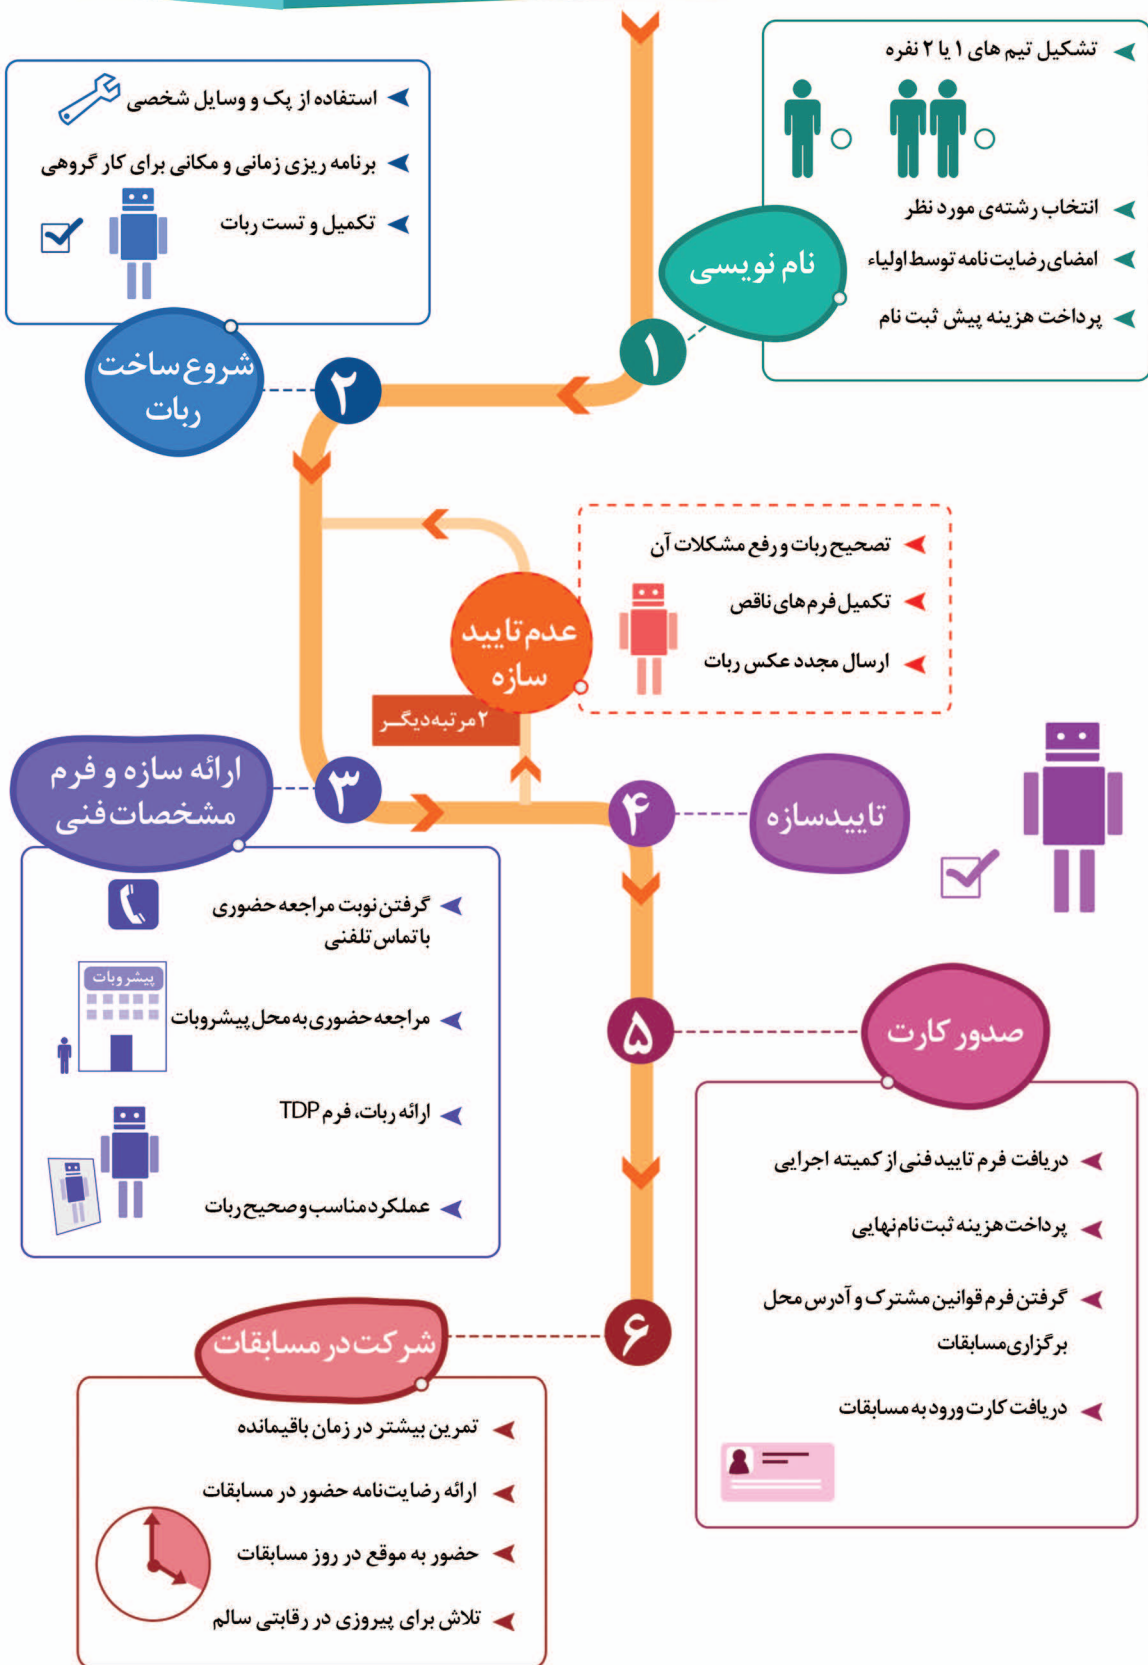 تشکیل تیم های ۱ یا ۲ نفره
انتخاب رشته‌ی مورد نظر
امضای رضایت نامه توسط اولیاء
پرداخت هزینه پیش ثبت نام
نام نویسی
۱
استفاده از پک و وسایل شخصی
برنامه ریزی زمانی و مکانی برای کار گروهی
تکمیل و تست ربات
شروع ساخت
ربات
۲
تصحیح ربات و رفع مشکلات آن
تکمیل فرم‌های ناقص
ارسال مجدد عکس ربات
عدم تایید
سازه
۲ مرتبه دیگر
ارائه سازه و فرم
مشخصات فنی
۳
گرفتن نوبت مراجعه حضوری
با تماس تلفنی
پیشروبات
مراجعه حضوری به محل پیشروبات
ارائه ربات، فرم TDP
عملکرد مناسب و صحیح ربات
۴
تایید سازه
۵
صدور کارت
دریافت فرم تایید فنی از کمیته اجرایی
پرداخت هزینه ثبت نام نهایی
گرفتن فرم قوانین مشترک و آدرس محل
برگزاری مسابقات
دریافت کارت ورود به مسابقات
۶
شرکت در مسابقات
تمرین بیشتر در زمان باقیمانده
ارائه رضایت‌نامه حضور در مسابقات
حضور به موقع در روز مسابقات
تلاش برای پیروزی در رقابتی سالم